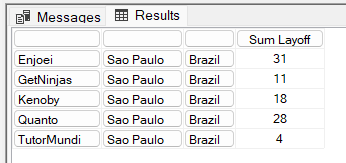 Messages Results
Sum Layoff
Enjoei Sao Paulo Brazil 31
GetNinjas Sao Paulo Brazil 11
Kenoby Sao Paulo Brazil 18
Quanto Sao Paulo Brazil 28
TutorMundi Sao Paulo Brazil 4